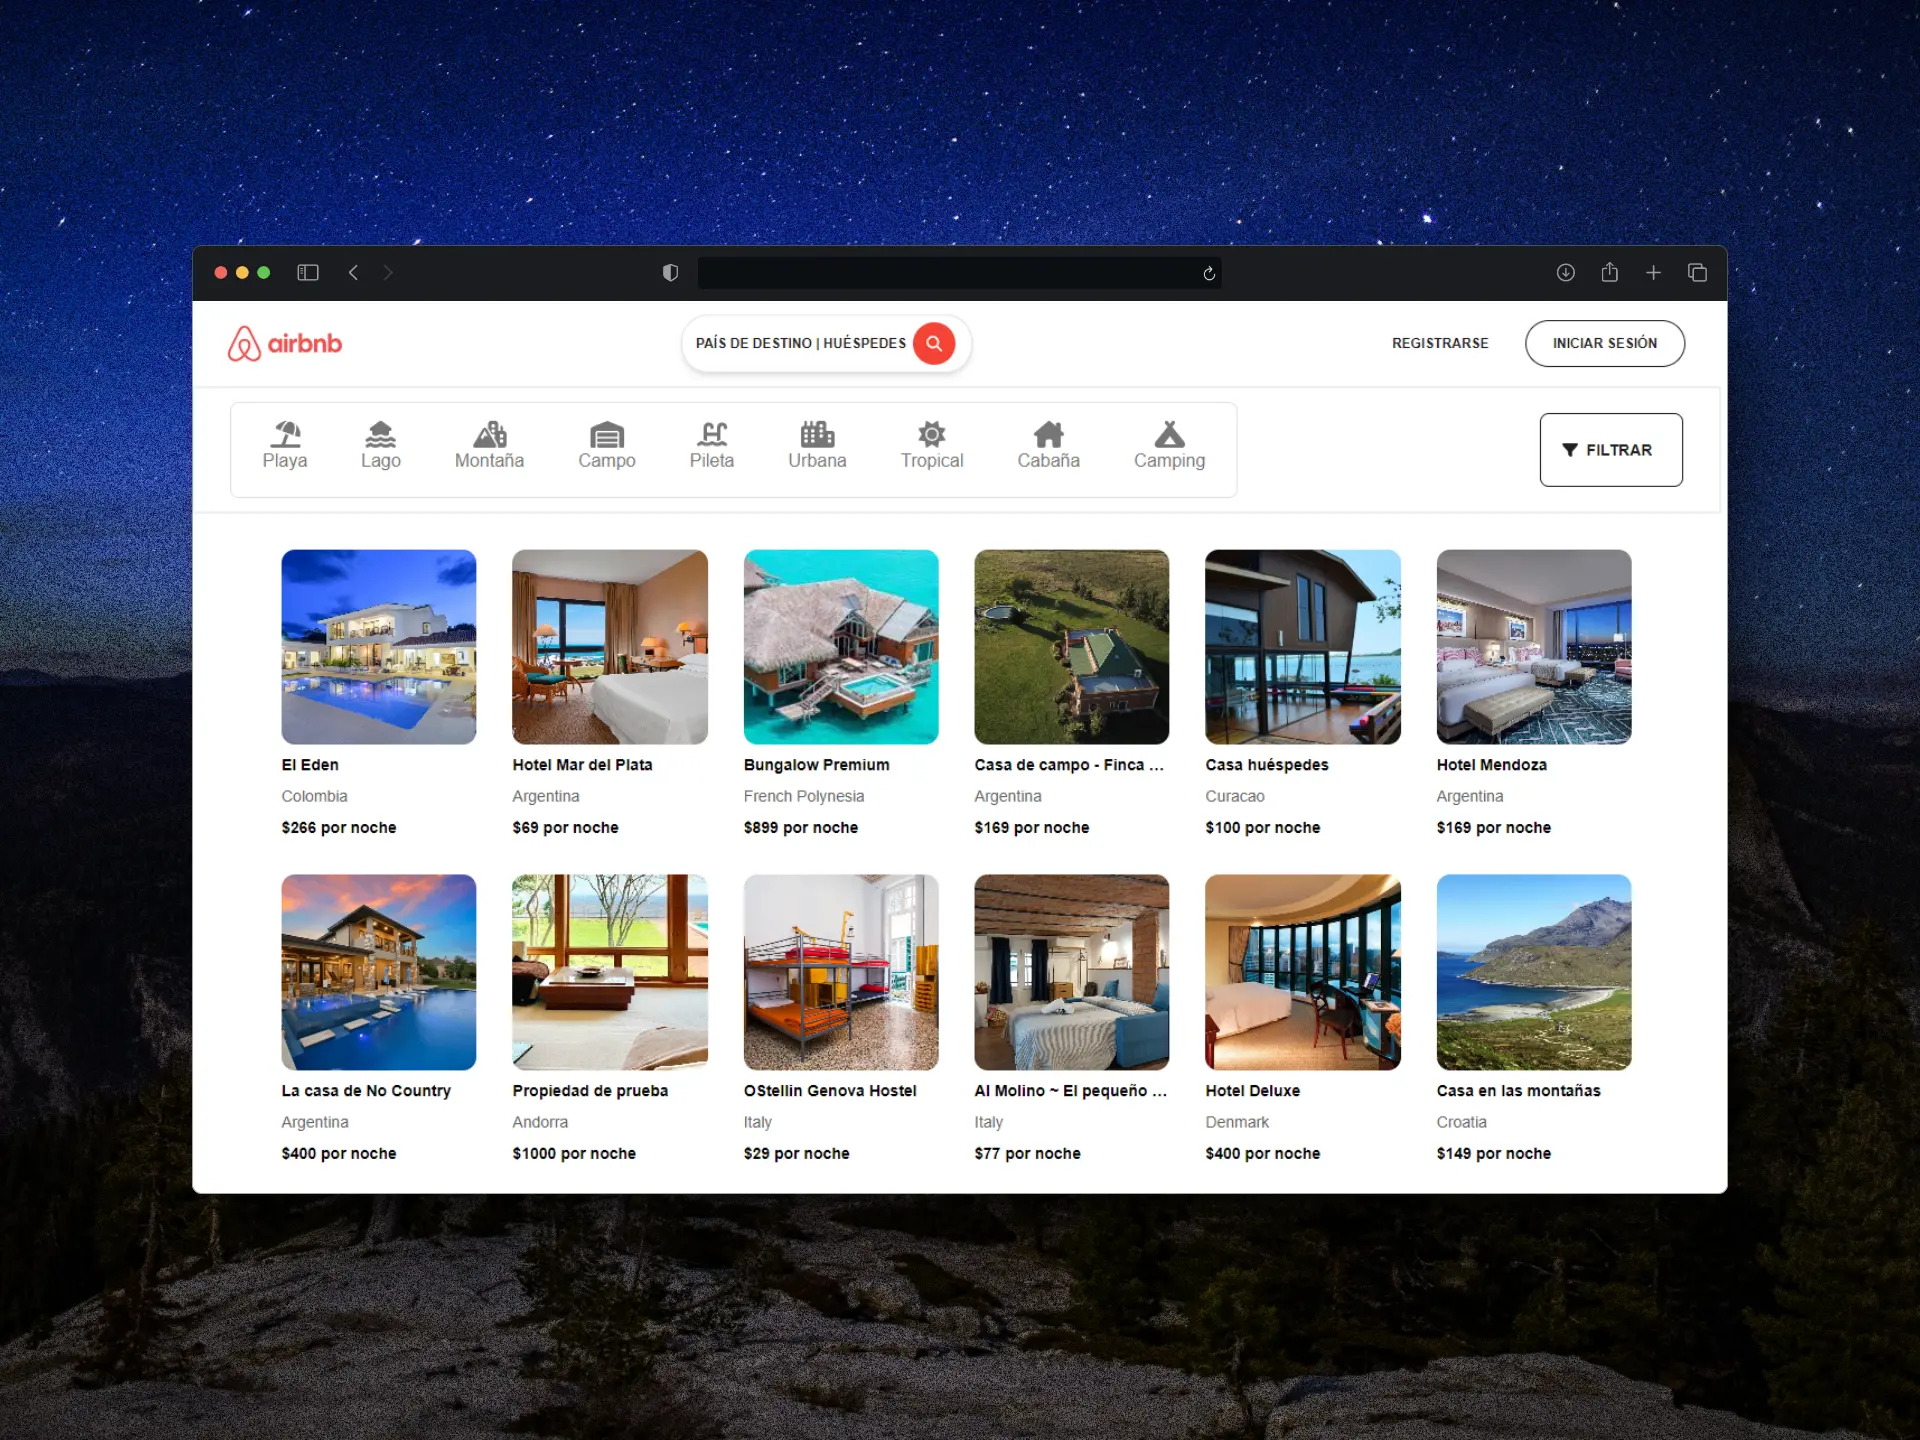 airbnb
PAÍS DE DESTINO | HUÉSPEDES
REGISTRARSE
INICIAR SESIÓN
Playa
Lago
Montaña
Campo
Pileta
Urbana
Tropical
Cabaña
Camping
FILTRAR
El Eden
Colombia
$266 por noche
Hotel Mar del Plata
Argentina
$69 por noche
Bungalow Premium
French Polynesia
$899 por noche
Casa de campo - Finca ...
Argentina
$169 por noche
Casa huéspedes
Curacao
$100 por noche
Hotel Mendoza
Argentina
$169 por noche
La casa de No Country
Argentina
$400 por noche
Propiedad de prueba
Andorra
$1000 por noche
OStellin Genova Hostel
Italy
$29 por noche
Al Molino ~ El pequeño ...
Italy
$77 por noche
Hotel Deluxe
Denmark
$400 por noche
Casa en las montañas
Croatia
$149 por noche